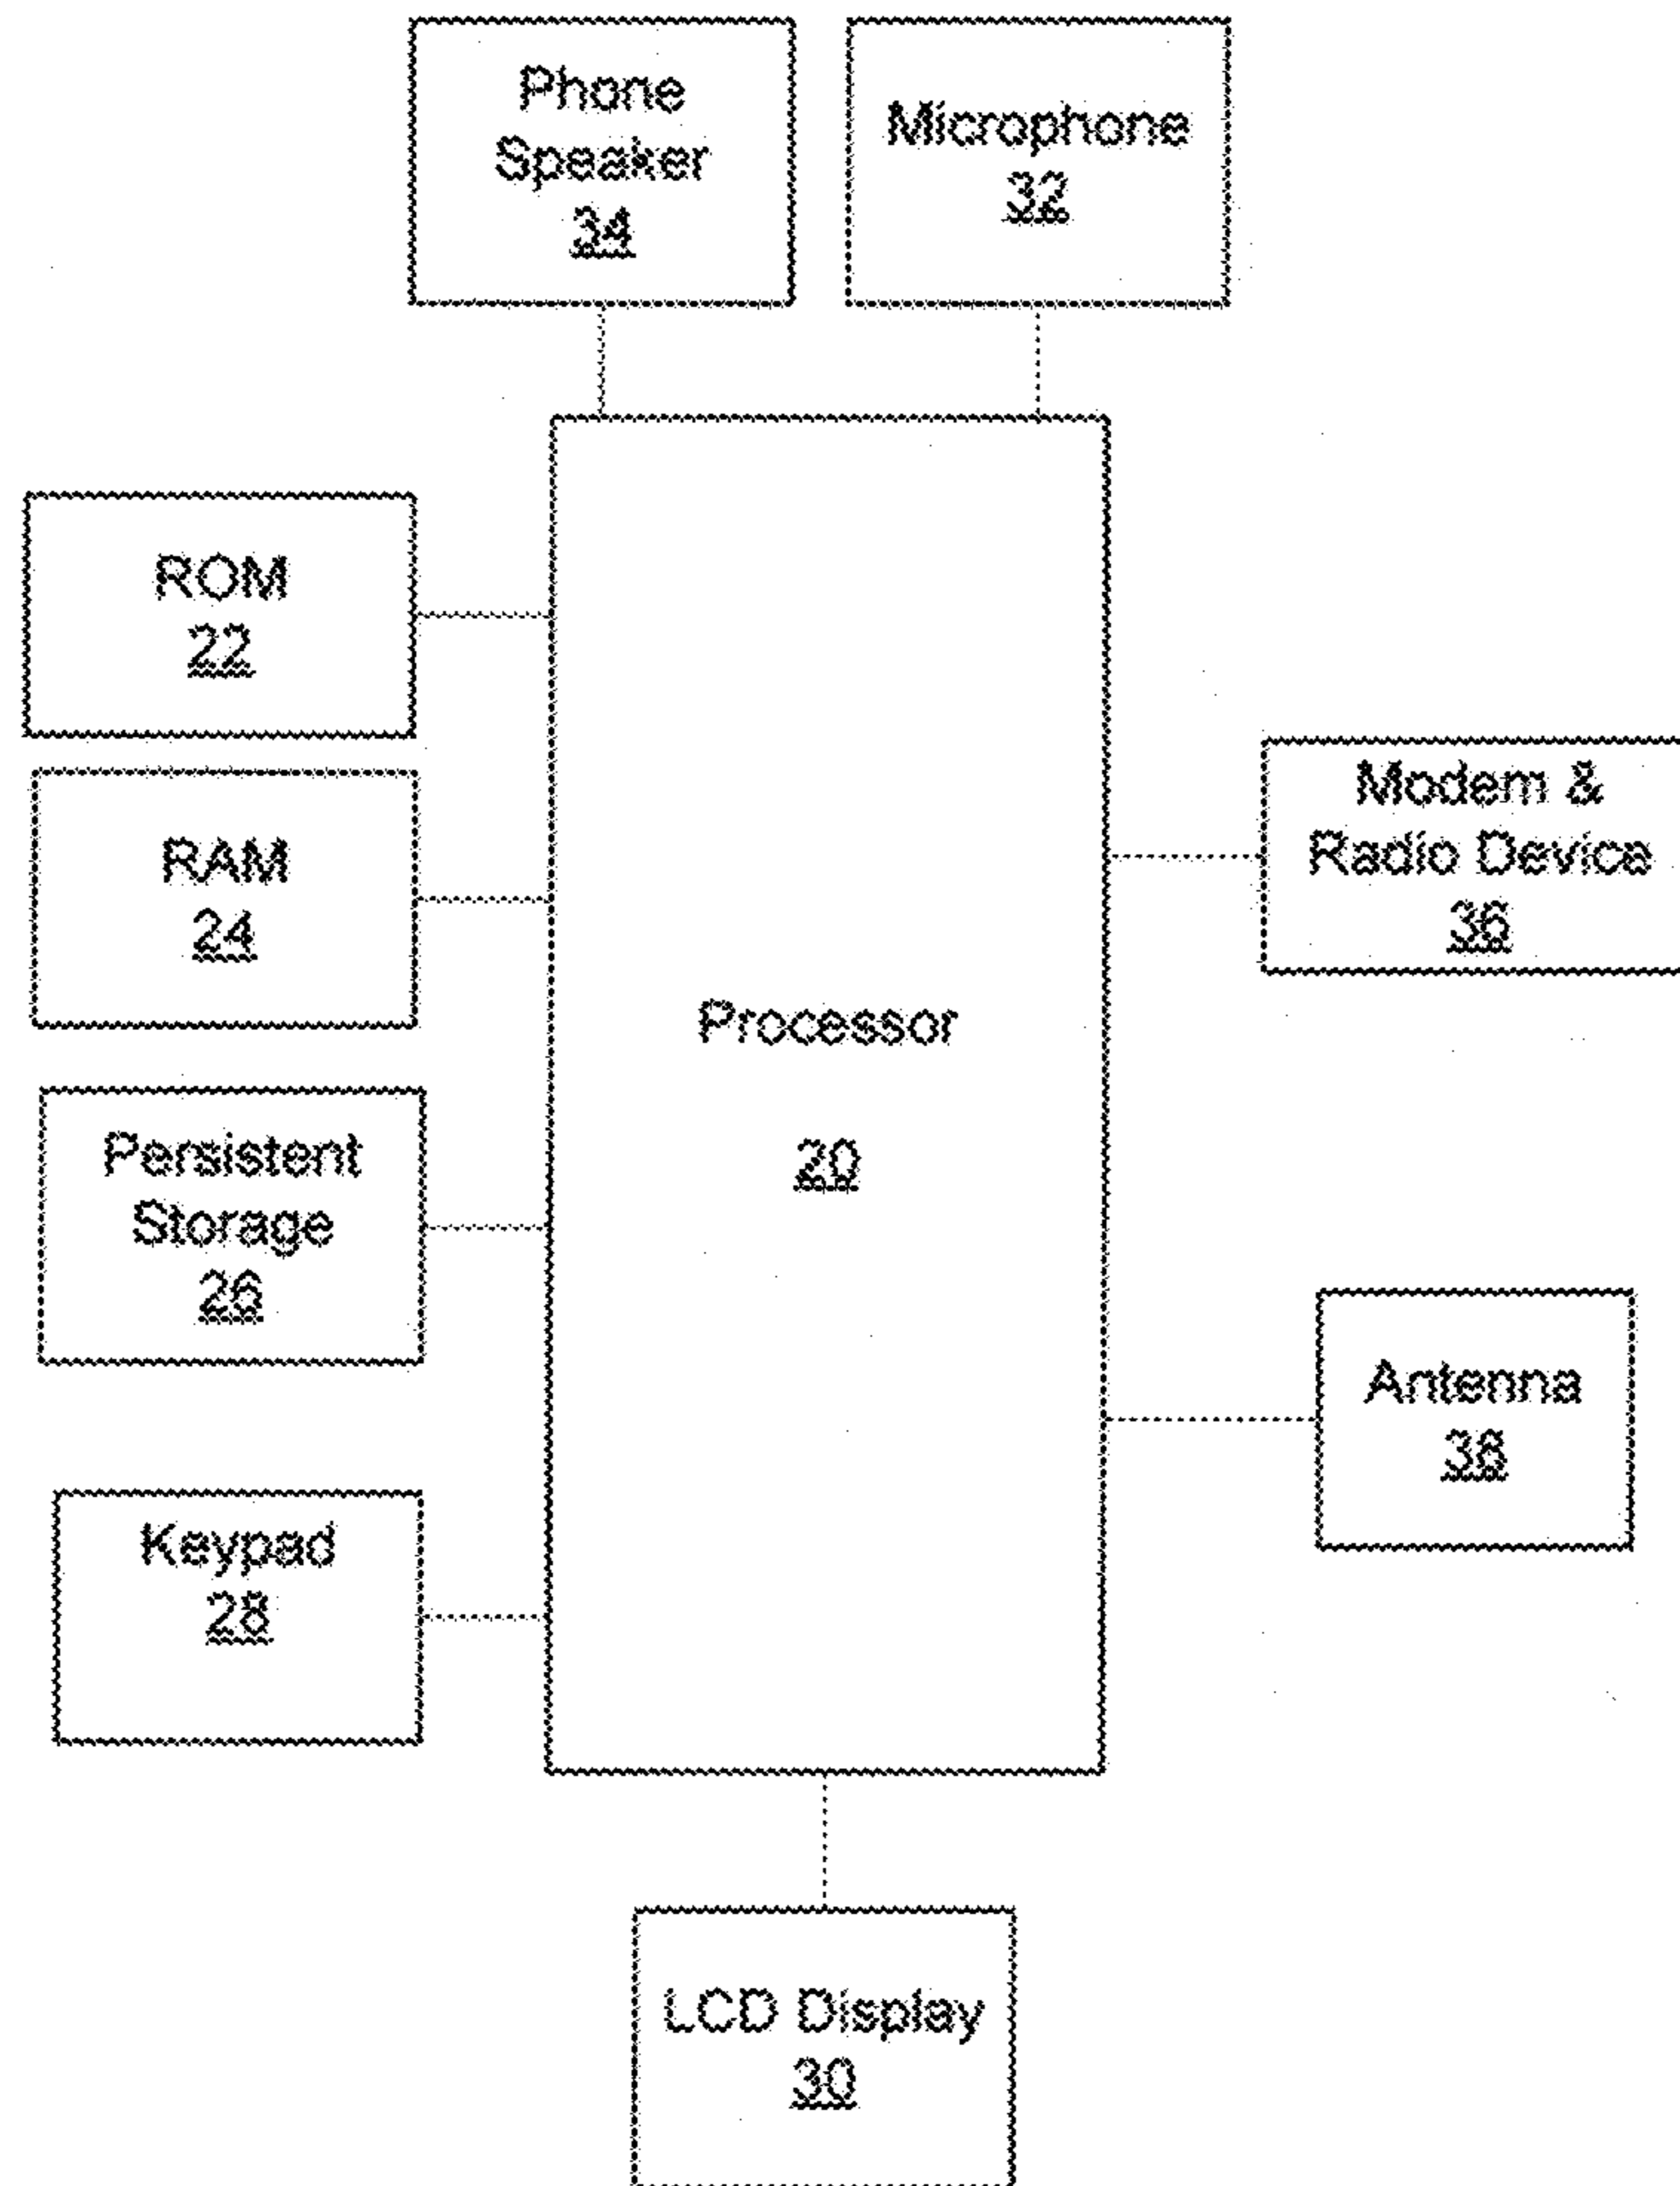 Phone
Speaker
34
Microphone
32
ROM
22
RAM
24
Modem &
Radio Device
36
Processor
20
Persistent
Storage
26
Antenna
38
Keypad
28
LCD Display
30